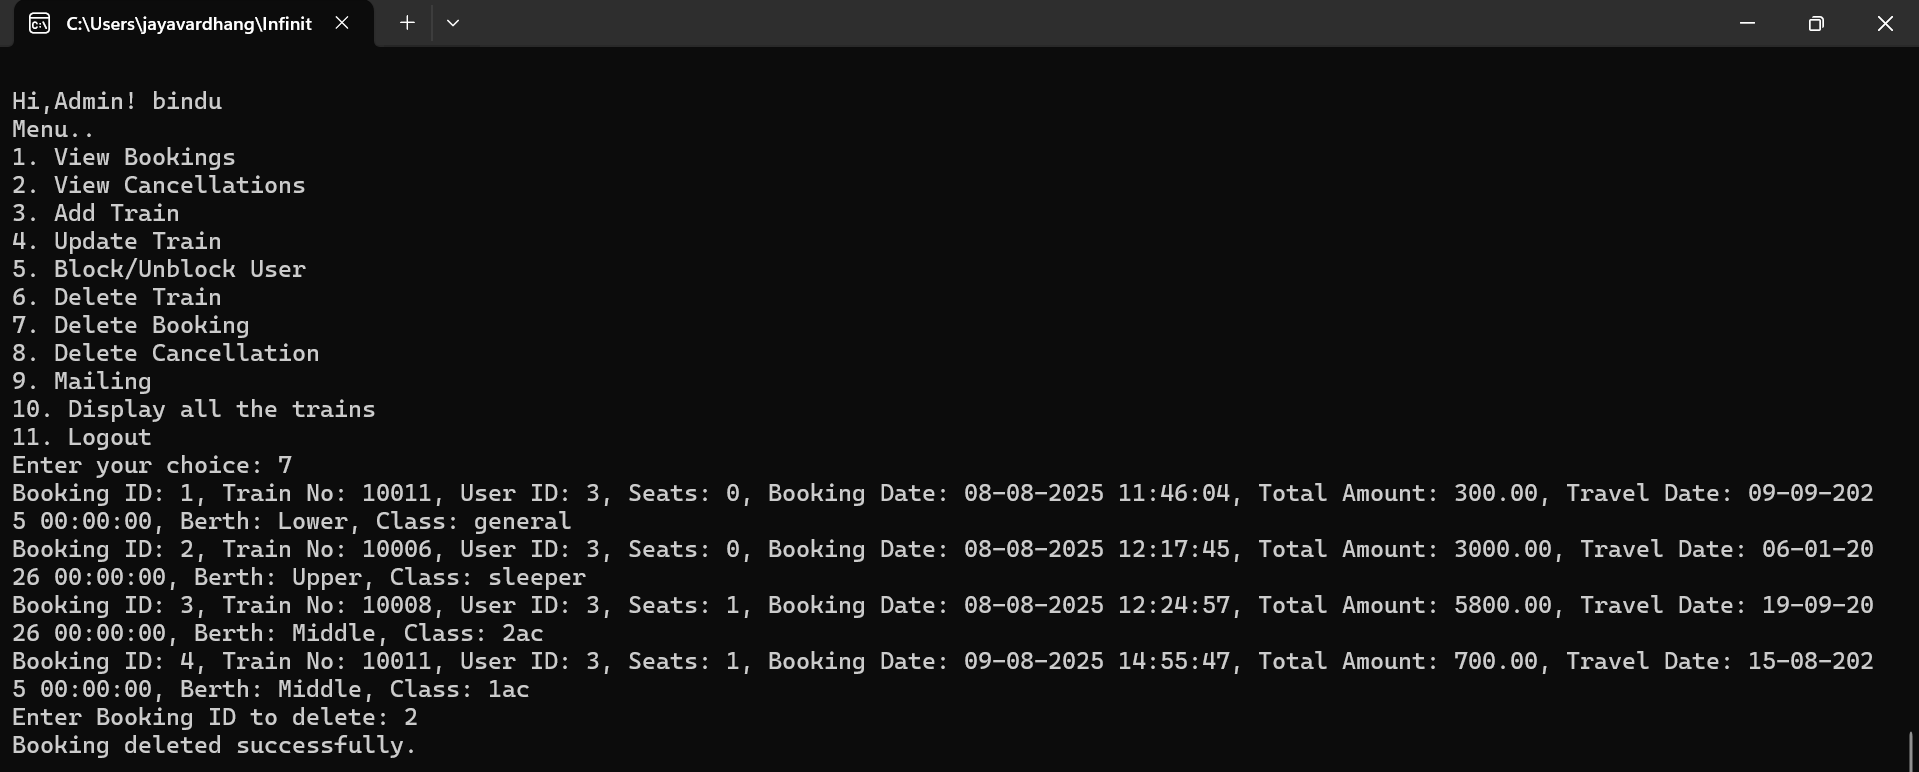 C:\Users\jayavardhang\Infinit
Hi,Admin! bindu
Menu..
1. View Bookings
2. View Cancellations
3. Add Train
4. Update Train
5. Block/Unblock User
6. Delete Train
7. Delete Booking
8. Delete Cancellation
9. Mailing
10. Display all the trains
11. Logout
Enter your choice: 7
Booking ID: 1, Train No: 10011, User ID: 3, Seats: 0, Booking Date: 08-08-2025 11:46:04, Total Amount: 300.00, Travel Date: 09-09-202
5 00:00:00, Berth: Lower, Class: general
Booking ID: 2, Train No: 10006, User ID: 3, Seats: 0, Booking Date: 08-08-2025 12:17:45, Total Amount: 3000.00, Travel Date: 06-01-20
26 00:00:00, Berth: Upper, Class: sleeper
Booking ID: 3, Train No: 10008, User ID: 3, Seats: 1, Booking Date: 08-08-2025 12:24:57, Total Amount: 5800.00, Travel Date: 19-09-20
26 00:00:00, Berth: Middle, Class: 2ac
Booking ID: 4, Train No: 10011, User ID: 3, Seats: 1, Booking Date: 09-08-2025 14:55:47, Total Amount: 700.00, Travel Date: 15-08-202
5 00:00:00, Berth: Middle, Class: 1ac
Enter Booking ID to delete: 2
Booking deleted successfully.